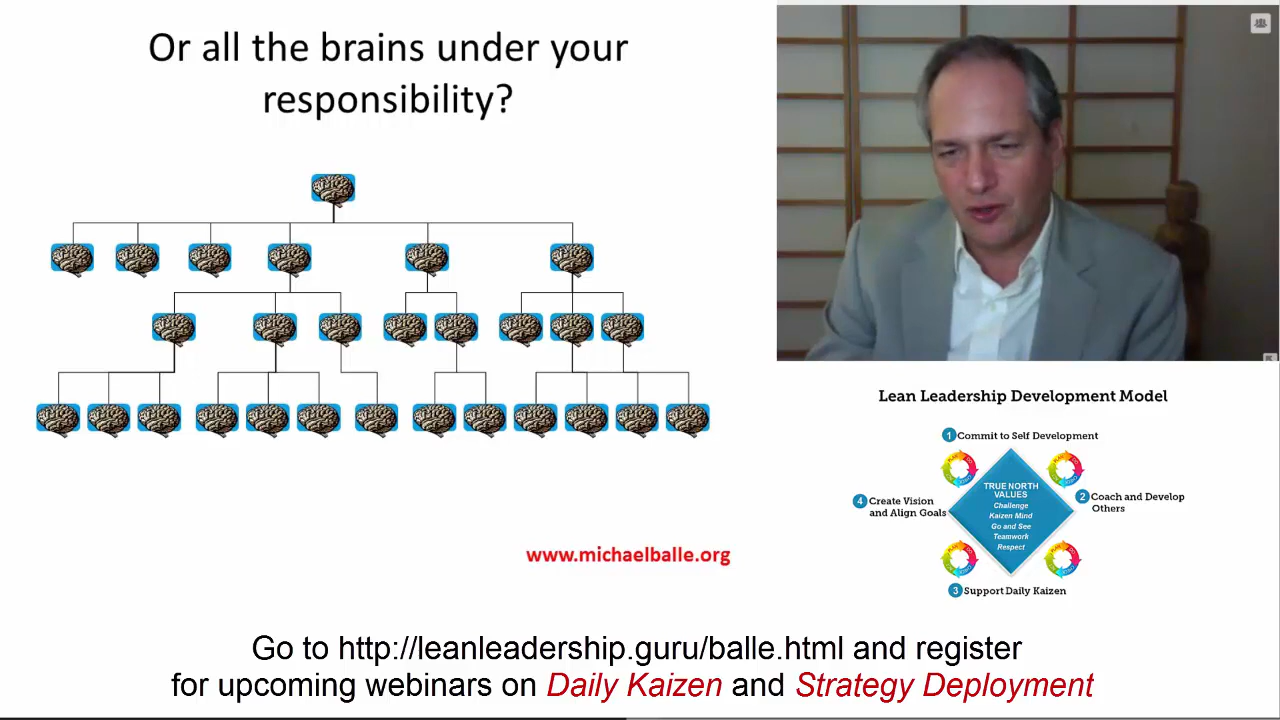 Or all the brains under your
responsibility?
www.michaelballe.org
Lean Leadership Development Model
1 Commit to Self Development
2 Coach and Develop
Others
3 Support Daily Kaizen
4 Create Vision
and Align Goals
TRUE NORTH
VALUES
Challenge
Kaizen Mind
Go and See
Teamwork
Respect
Go to http://leanleadership.guru/balle.html and register
for upcoming webinars on Daily Kaizen and Strategy Deployment